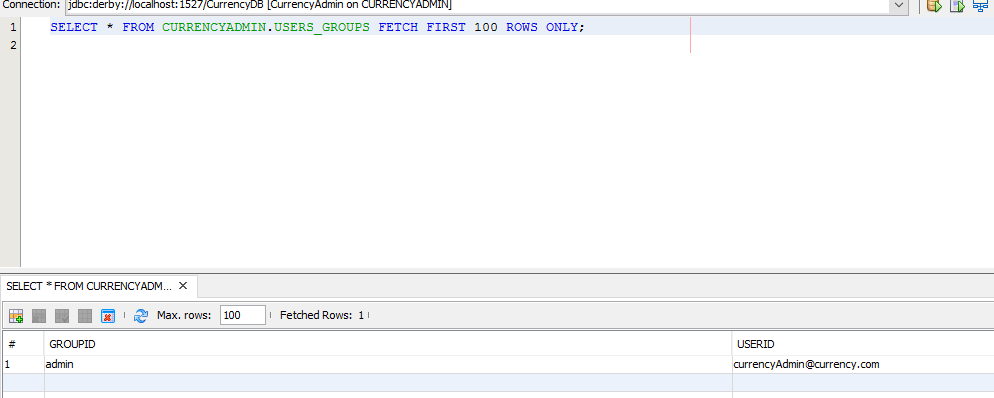 Connection: jdbc:derby://localhost:1527/CurrencyDB [CurrencyAdmin on CURRENCYADMIN]
1 SELECT * FROM CURRENCYADMIN.USERS_GROUPS FETCH FIRST 100 ROWS ONLY;
2
SELECT * FROM CURRENCYADM...
Max. rows: 100 Fetched Rows: 1
# GROUPID USERID
1 admin currencyAdmin@currency.com